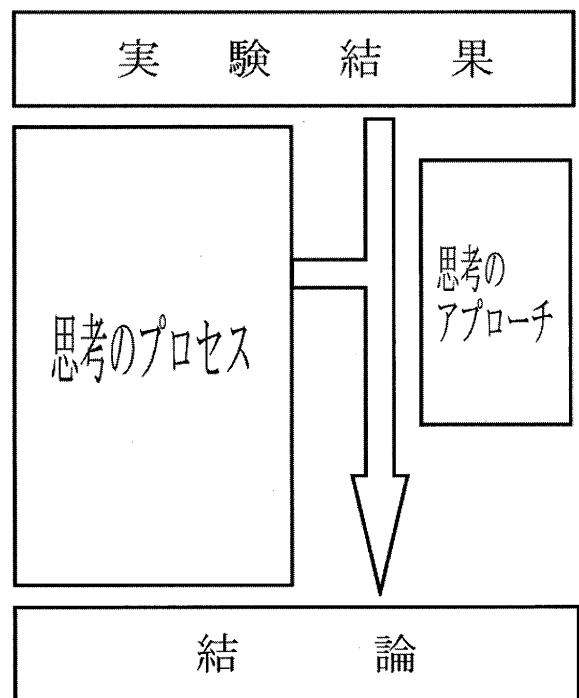 実験結果
思考のプロセス
思考の
アプローチ
結論